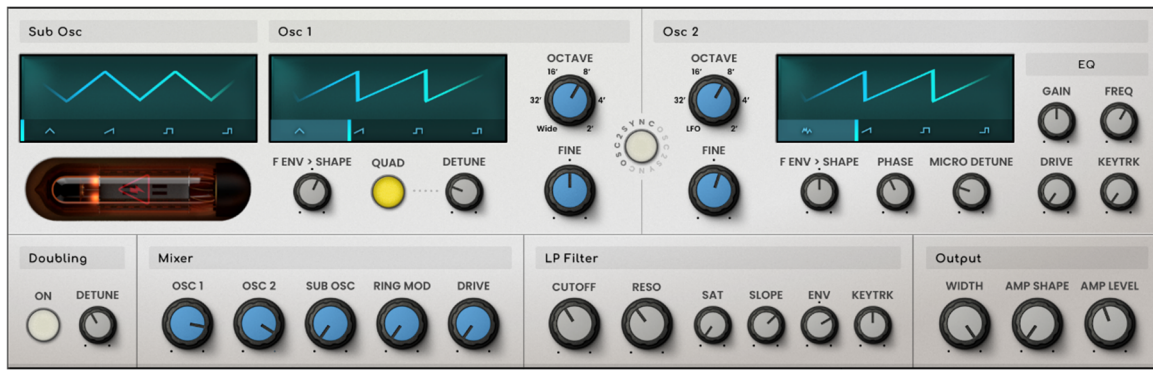 Sub Osc
Osc 1
Osc 2
EQ
OCTAVE
16' 8'
32' 4'
Wide 2'
FINE
OSC2SYNC
OSC2SYNC
OCTAVE
16' 8'
32' 4'
LFO 2'
FINE
GAIN FREQ
F ENV > SHAPE QUAD DETUNE
F ENV > SHAPE PHASE MICRO DETUNE DRIVE KEYTRK
Doubling
ON DETUNE
Mixer
OSC 1 OSC 2 SUB OSC RING MOD DRIVE
LP Filter
CUTOFF RESO SAT SLOPE ENV KEYTRK
Output
WIDTH AMP SHAPE AMP LEVEL